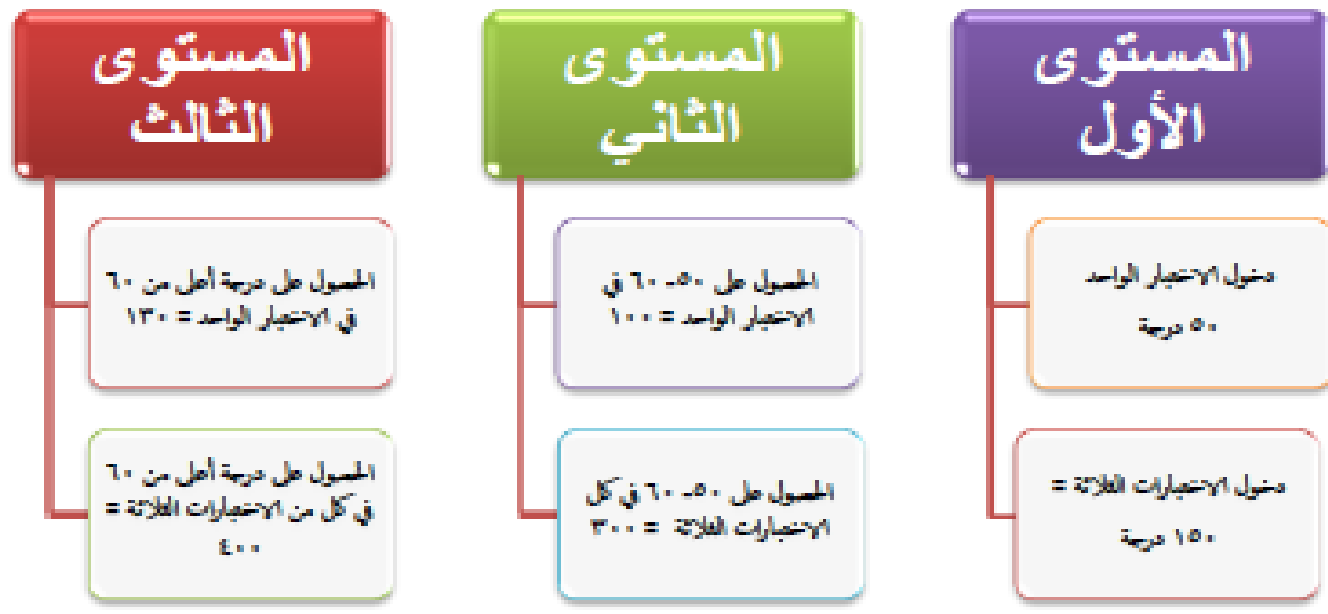 المستوى
الأول
دخول الاختبار الواحد
٥٠ درجة
دخول الاختبارات الثلاثة =
١٥٠ درجة
المستوى
الثاني
الحصول على ٥٠ـ ٦٠ في
الاختبار الواحد = ١٠٠
الحصول على ٥٠ـ ٦٠ في كل
الاختبارات الثلاثة = ٣٠٠
المستوى
الثالث
الحصول على درجة أعلى من ٦٠
في الاختبار الواحد = ١٣٠
الحصول على درجة أعلى من ٦٠
في كل من الاختبارات الثلاثة =
٤٠٠